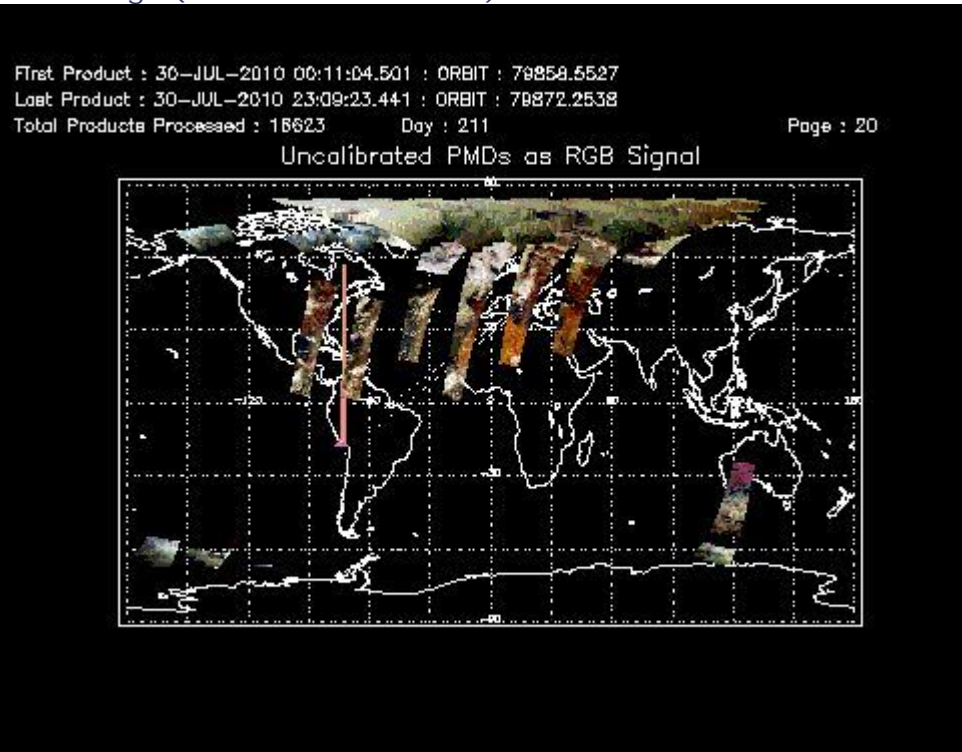 First Product : 30-JUL-2010 00:11:04.501 : ORBIT : 79858.5527
Last Product : 30-JUL-2010 23:09:23.441 : ORBIT : 79872.2538
Total Products Processed : 16623 Day : 211 Page : 20
Uncalibrated PMDs as RGB Signal